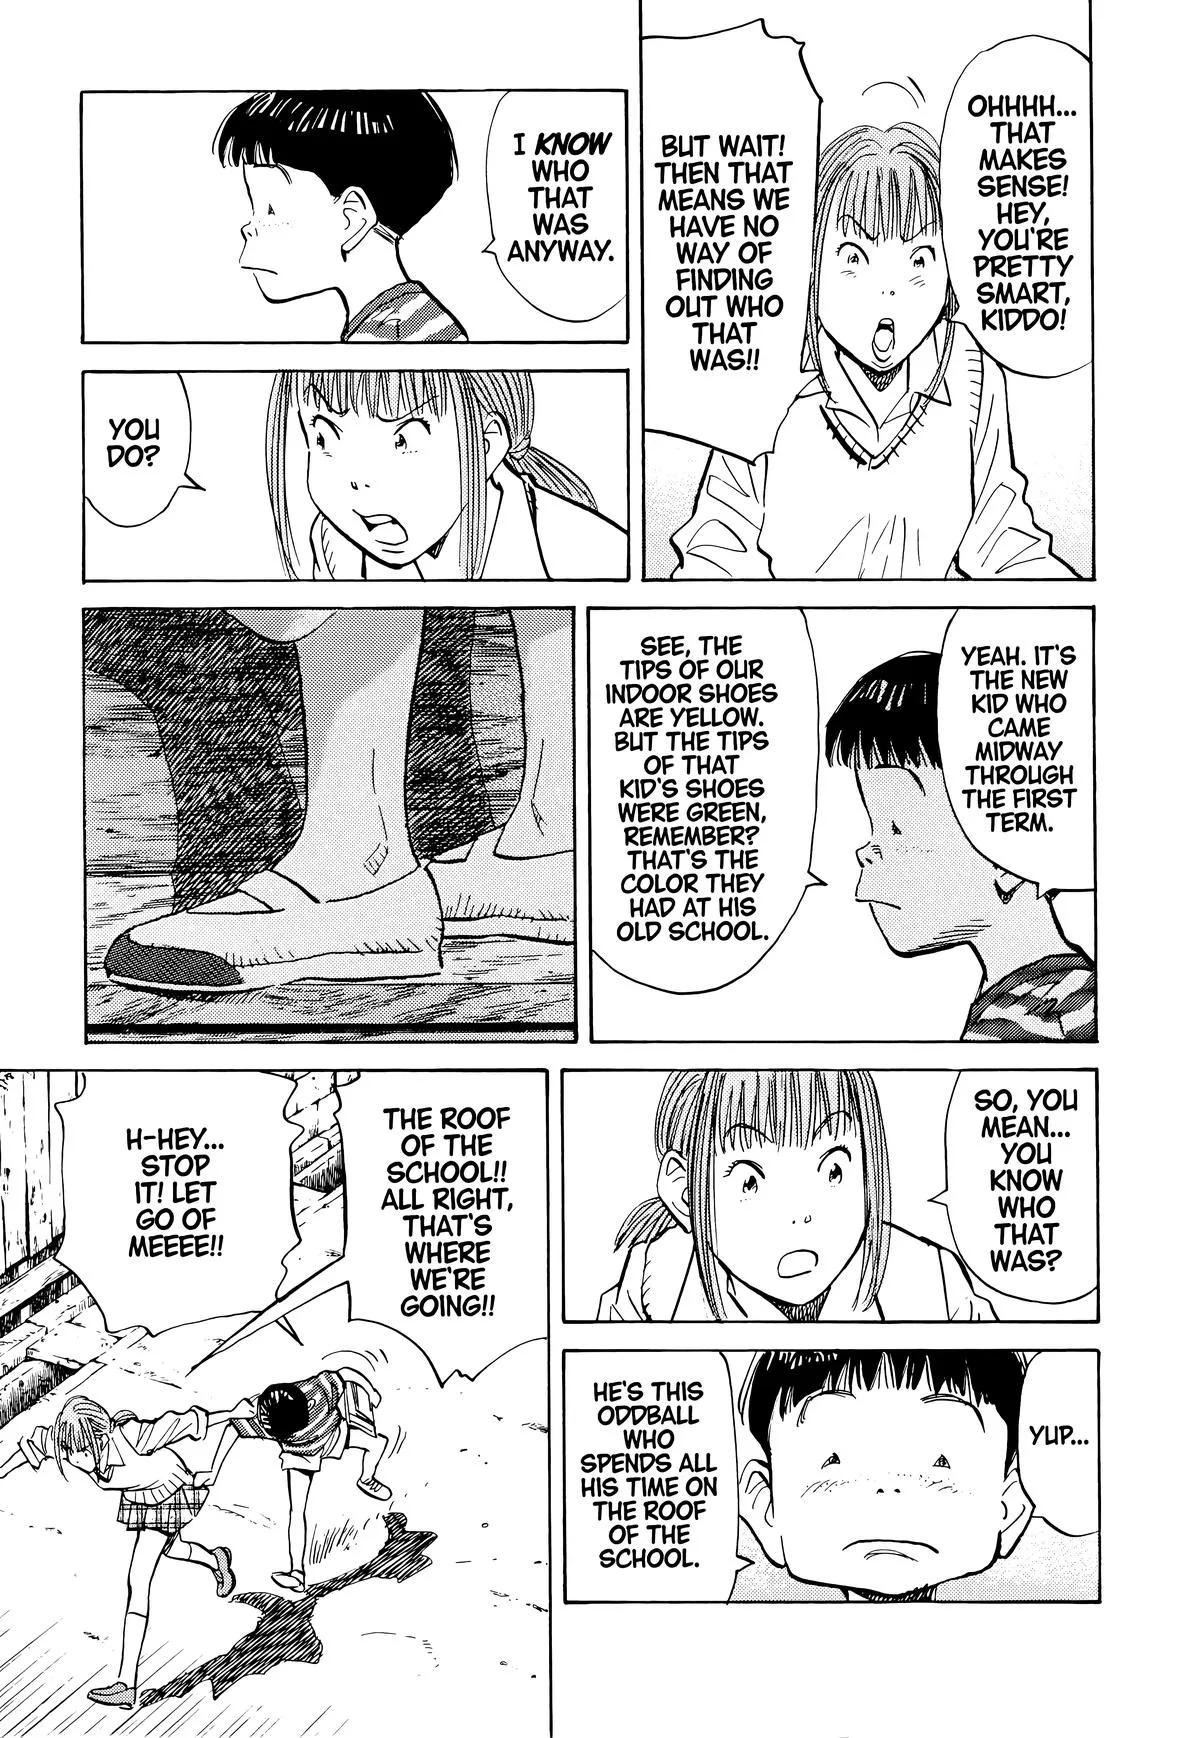 OHHHH...
THAT
MAKES
SENSE!
HEY,
YOU'RE
PRETTY
SMART,
KIDDO!
BUT WAIT!
THEN THAT
MEANS WE
HAVE NO
WAY OF
FINDING
OUT WHO
THAT
WAS!!
I KNOW
WHO
THAT
WAS
ANYWAY.
YOU
DO?
YEAH. IT'S
THE NEW
KID WHO
CAME
MIDWAY
THROUGH
THE FIRST
TERM.
SEE, THE
TIPS OF OUR
INDOOR SHOES
ARE YELLOW.
BUT THE TIPS
OF THAT
KID'S SHOES
WERE GREEN,
REMEMBER?
THAT'S THE
COLOR THEY
HAD AT HIS
OLD SCHOOL.
SO, YOU
MEAN...
YOU
KNOW
WHO
THAT
WAS?
YUP...
HE'S THIS
ODDBALL
WHO
SPENDS ALL
HIS TIME ON
THE ROOF
OF THE
SCHOOL.
THE ROOF
OF THE
SCHOOL!!
ALL RIGHT,
THAT'S
WHERE
WE'RE
GOING!!
H-HEY...
STOP
IT! LET
GO OF
MEEEE!!